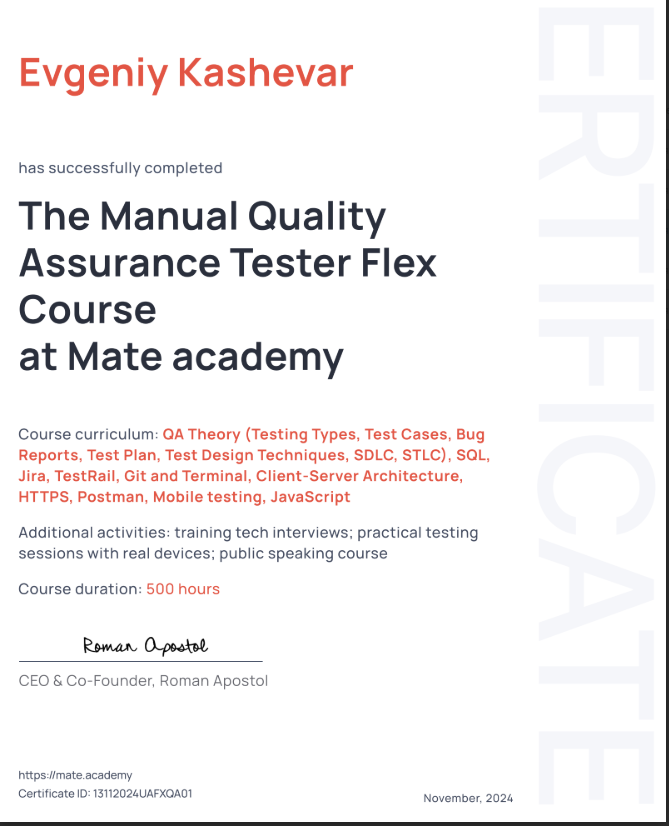 Evgeniy Kashevar
has successfully completed
The Manual Quality
Assurance Tester Flex
Course
at Mate academy
Course curriculum: QA Theory (Testing Types, Test Cases, Bug
Reports, Test Plan, Test Design Techniques, SDLC, STLC), SQL,
Jira, TestRail, Git and Terminal, Client-Server Architecture,
HTTPS, Postman, Mobile testing, JavaScript
Additional activities: training tech interviews; practical testing
sessions with real devices; public speaking course
Course duration: 500 hours
Roman Apostol
CEO & Co-Founder, Roman Apostol
https://mate.academy
Certificate ID: 13112024UAFXQA01
November, 2024
ERTIFICATE